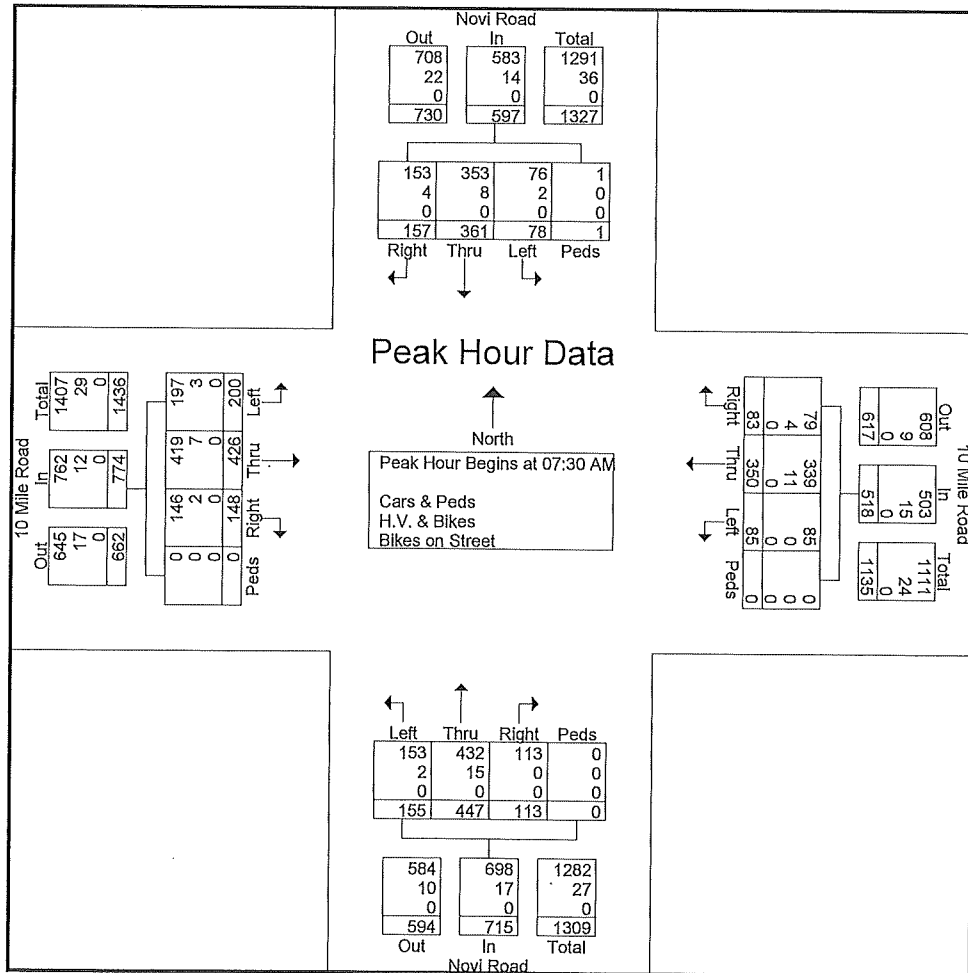 Novi Road
Out In Total
708 583 1291
22 14 36
0 0 0
730 597 1327
153 353 76 1
4 8 2 0
0 0 0 0
157 361 78 1
Right Thru Left Peds
Peak Hour Data
North
Peak Hour Begins at 07:30 AM
Cars & Peds
H.V. & Bikes
Bikes on Street
10 Mile Road
Out In Total
645 762 1407
17 12 29
0 0 0
662 774 1436
197 419 146 0
3 7 2 0
0 0 0 0
200 426 148 0
Left Thru Right Peds
10 Mile Road
Out In Total
608 503 1111
9 15 24
0 0 0
617 518 1135
79 339 85 0
4 11 0 0
0 0 0 0
83 350 85 0
Right Thru Left Peds
Left Thru Right Peds
153 432 113 0
2 15 0 0
0 0 0 0
155 447 113 0
584 698 1282
10 17 27
0 0 0
594 715 1309
Out In Total
Novi Road